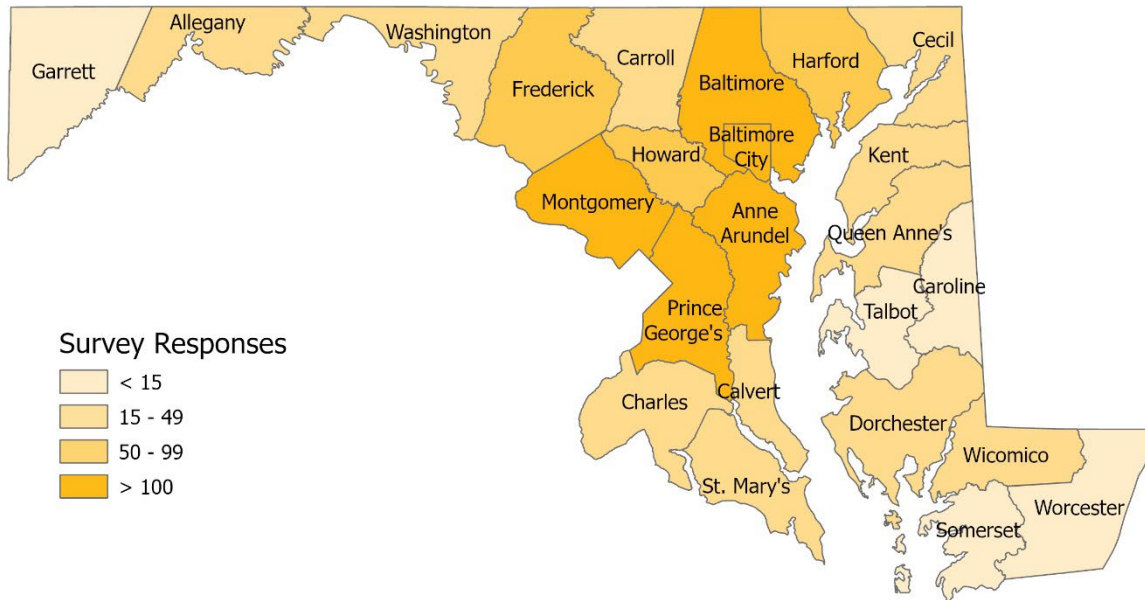 Allegany
Washington
Garrett
Carroll
Cecil
Harford
Frederick
Baltimore
Baltimore
City
Howard
Kent
Montgomery
Anne
Arundel
Queen Anne's
Caroline
Talbot
Prince
George's
Survey Responses
< 15
15 - 49
50 - 99
> 100
Calvert
Charles
Dorchester
Wicomico
St. Mary's
Worcester
Somerset